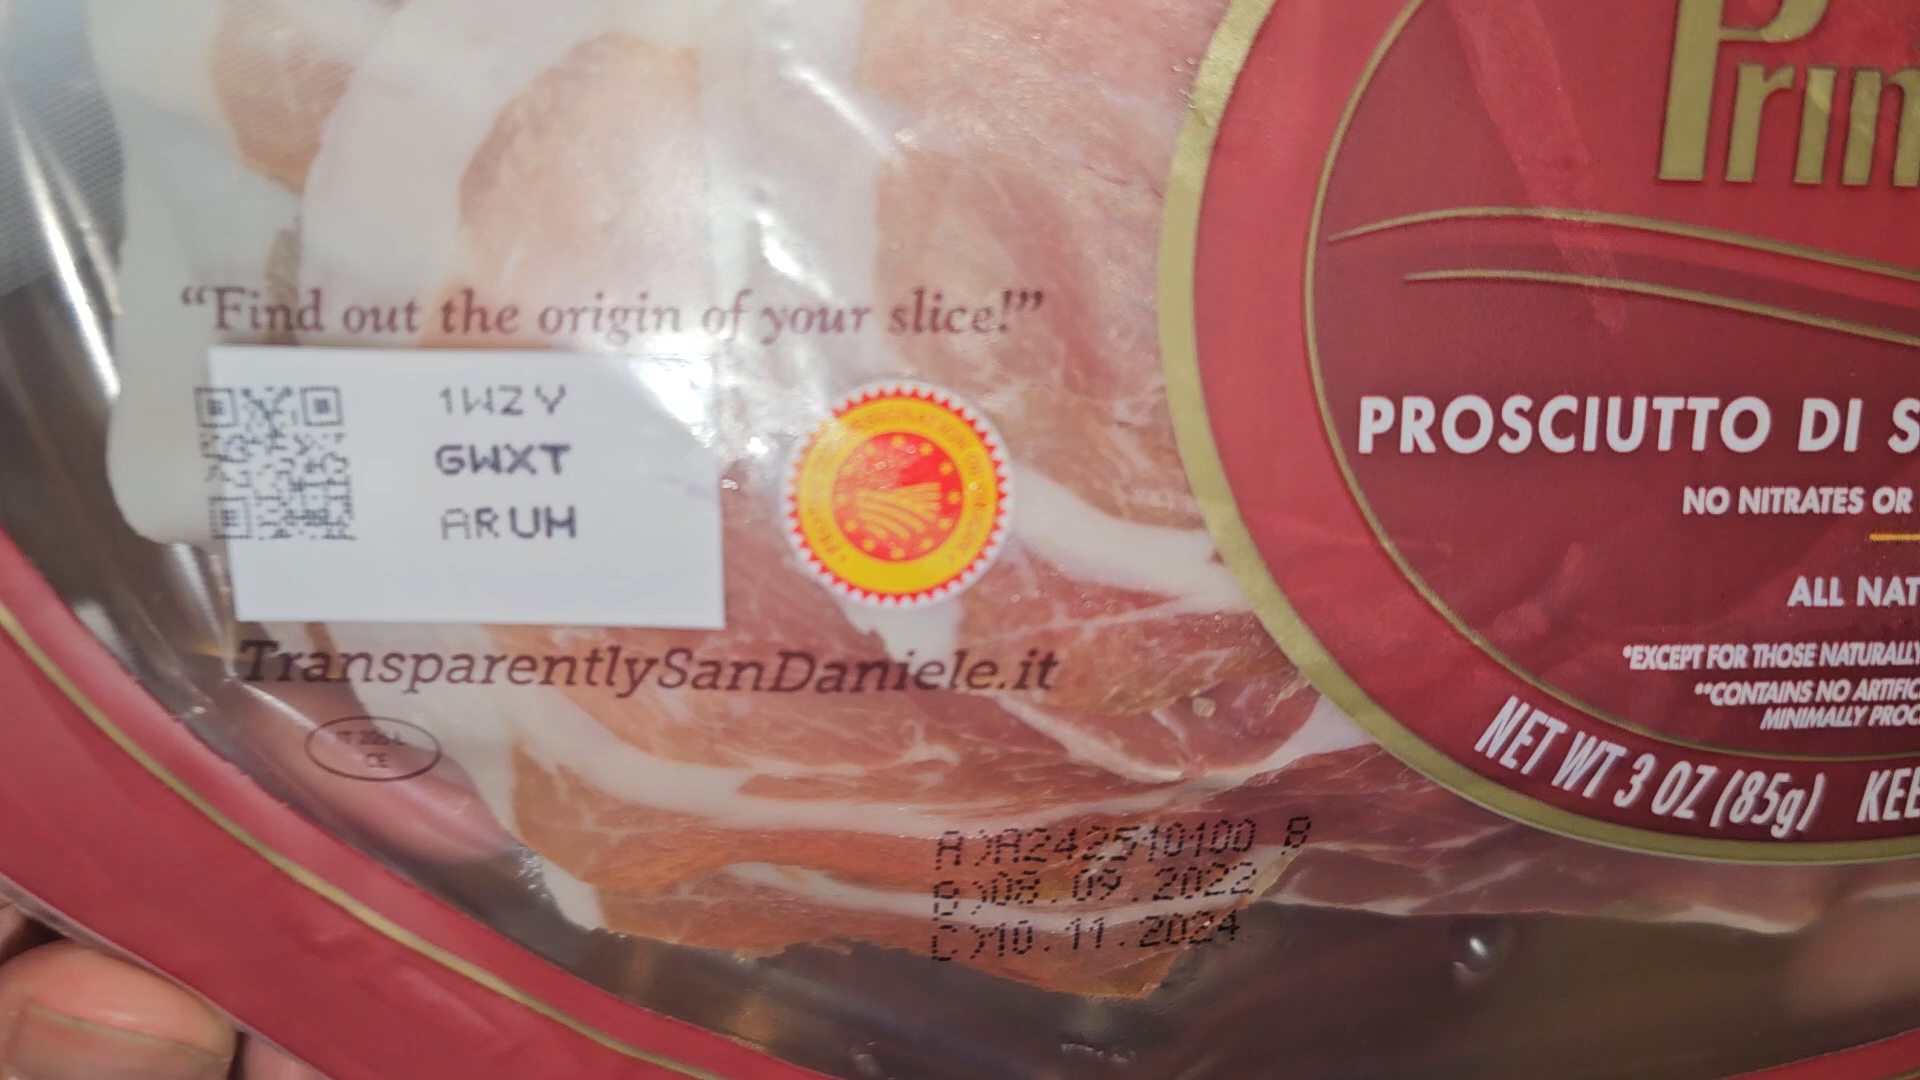 "Find out the origin of your slice!"
1WZY
GWXT
ARUH
TransparentlySanDaniele.it
CE
A)A242510100 B
B)08.09.2022
C)10.11.2024
Prim
PROSCIUTTO DI S
NO NITRATES OR
ALL NAT
*EXCEPT FOR THOSE NATURALLY
**CONTAINS NO ARTIFIC
MINIMALLY PROC
NET WT 3 OZ (85g) KEE